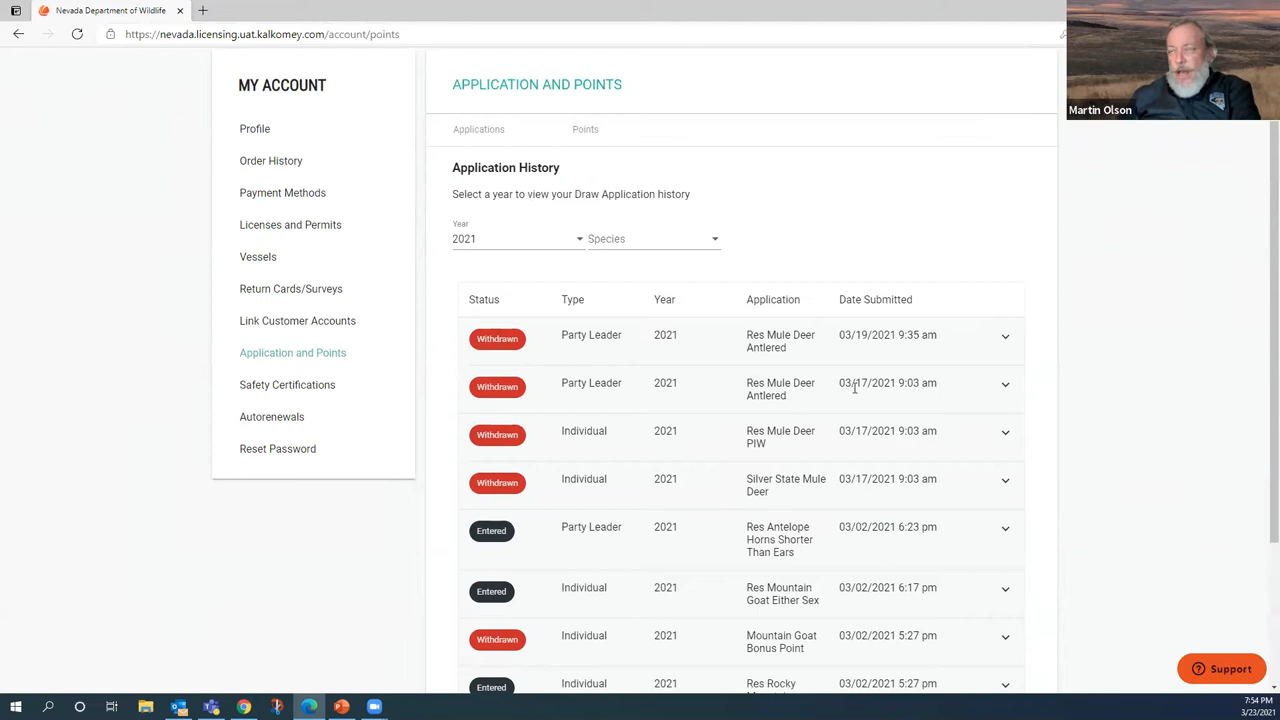 Nevada Department of Wildlife
https://nevada.licensing.uat.kalkomey.com/account/points
Martin Olson
MY ACCOUNT
Profile
Order History
Payment Methods
Licenses and Permits
Vessels
Return Cards/Surveys
Link Customer Accounts
Application and Points
Safety Certifications
Autorenewals
Reset Password
APPLICATION AND POINTS
Applications Points
Application History
Select a year to view your Draw Application history
Year
2021 Species
Status Type Year Application Date Submitted
Withdrawn Party Leader 2021 Res Mule Deer 03/19/2021 9:35 am
Antlered
Withdrawn Party Leader 2021 Res Mule Deer 03/17/2021 9:03 am
Antlered
Withdrawn Individual 2021 Res Mule Deer 03/17/2021 9:03 am
PIW
Withdrawn Individual 2021 Silver State Mule 03/17/2021 9:03 am
Deer
Entered Party Leader 2021 Res Antelope 03/02/2021 6:23 pm
Horns Shorter
Than Ears
Entered Individual 2021 Res Mountain 03/02/2021 6:17 pm
Goat Either Sex
Withdrawn Individual 2021 Mountain Goat 03/02/2021 5:27 pm
Bonus Point
Entered Individual 2021 Res Rocky 03/02/2021 5:27 pm
Support
7:54 PM
3/23/2021